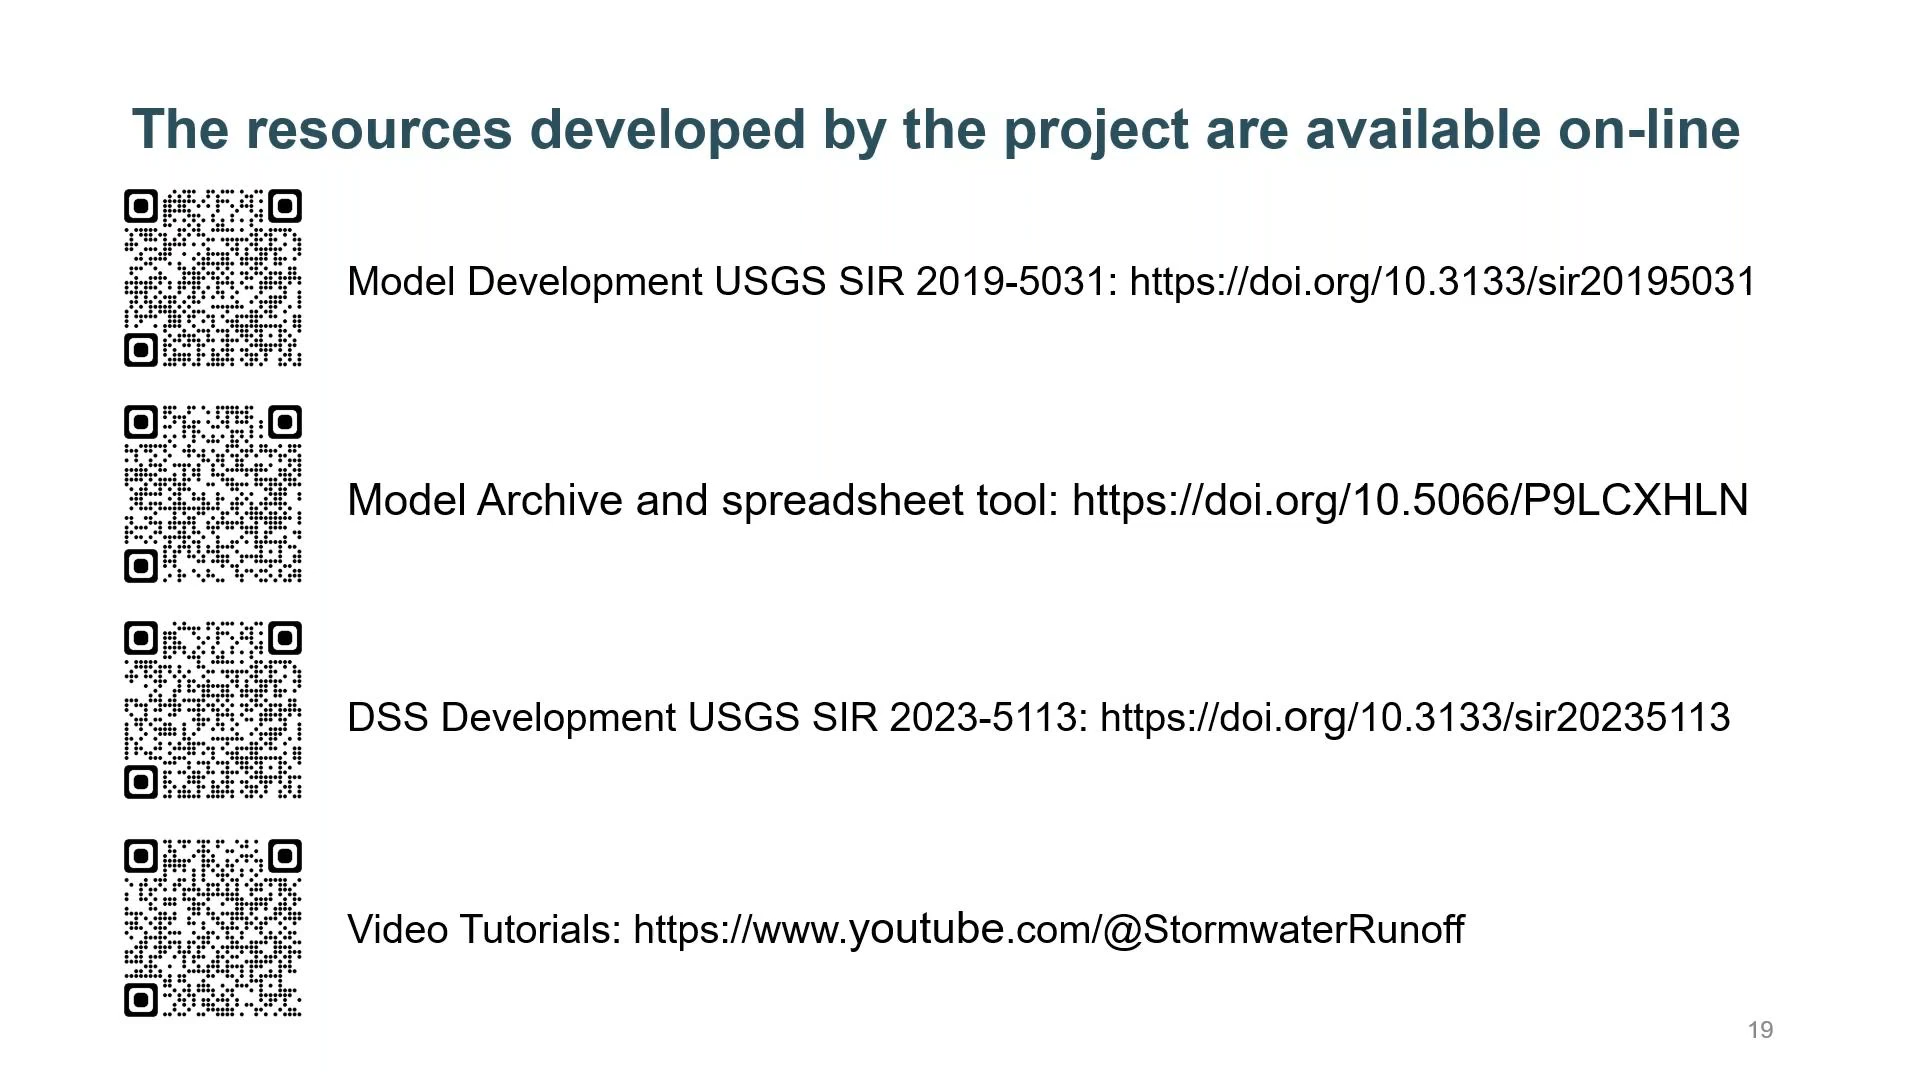 The resources developed by the project are available on-line
Model Development USGS SIR 2019-5031: https://doi.org/10.3133/sir20195031
Model Archive and spreadsheet tool: https://doi.org/10.5066/P9LCXHLN
DSS Development USGS SIR 2023-5113: https://doi.org/10.3133/sir20235113
Video Tutorials: https://www.youtube.com/@StormwaterRunoff
19